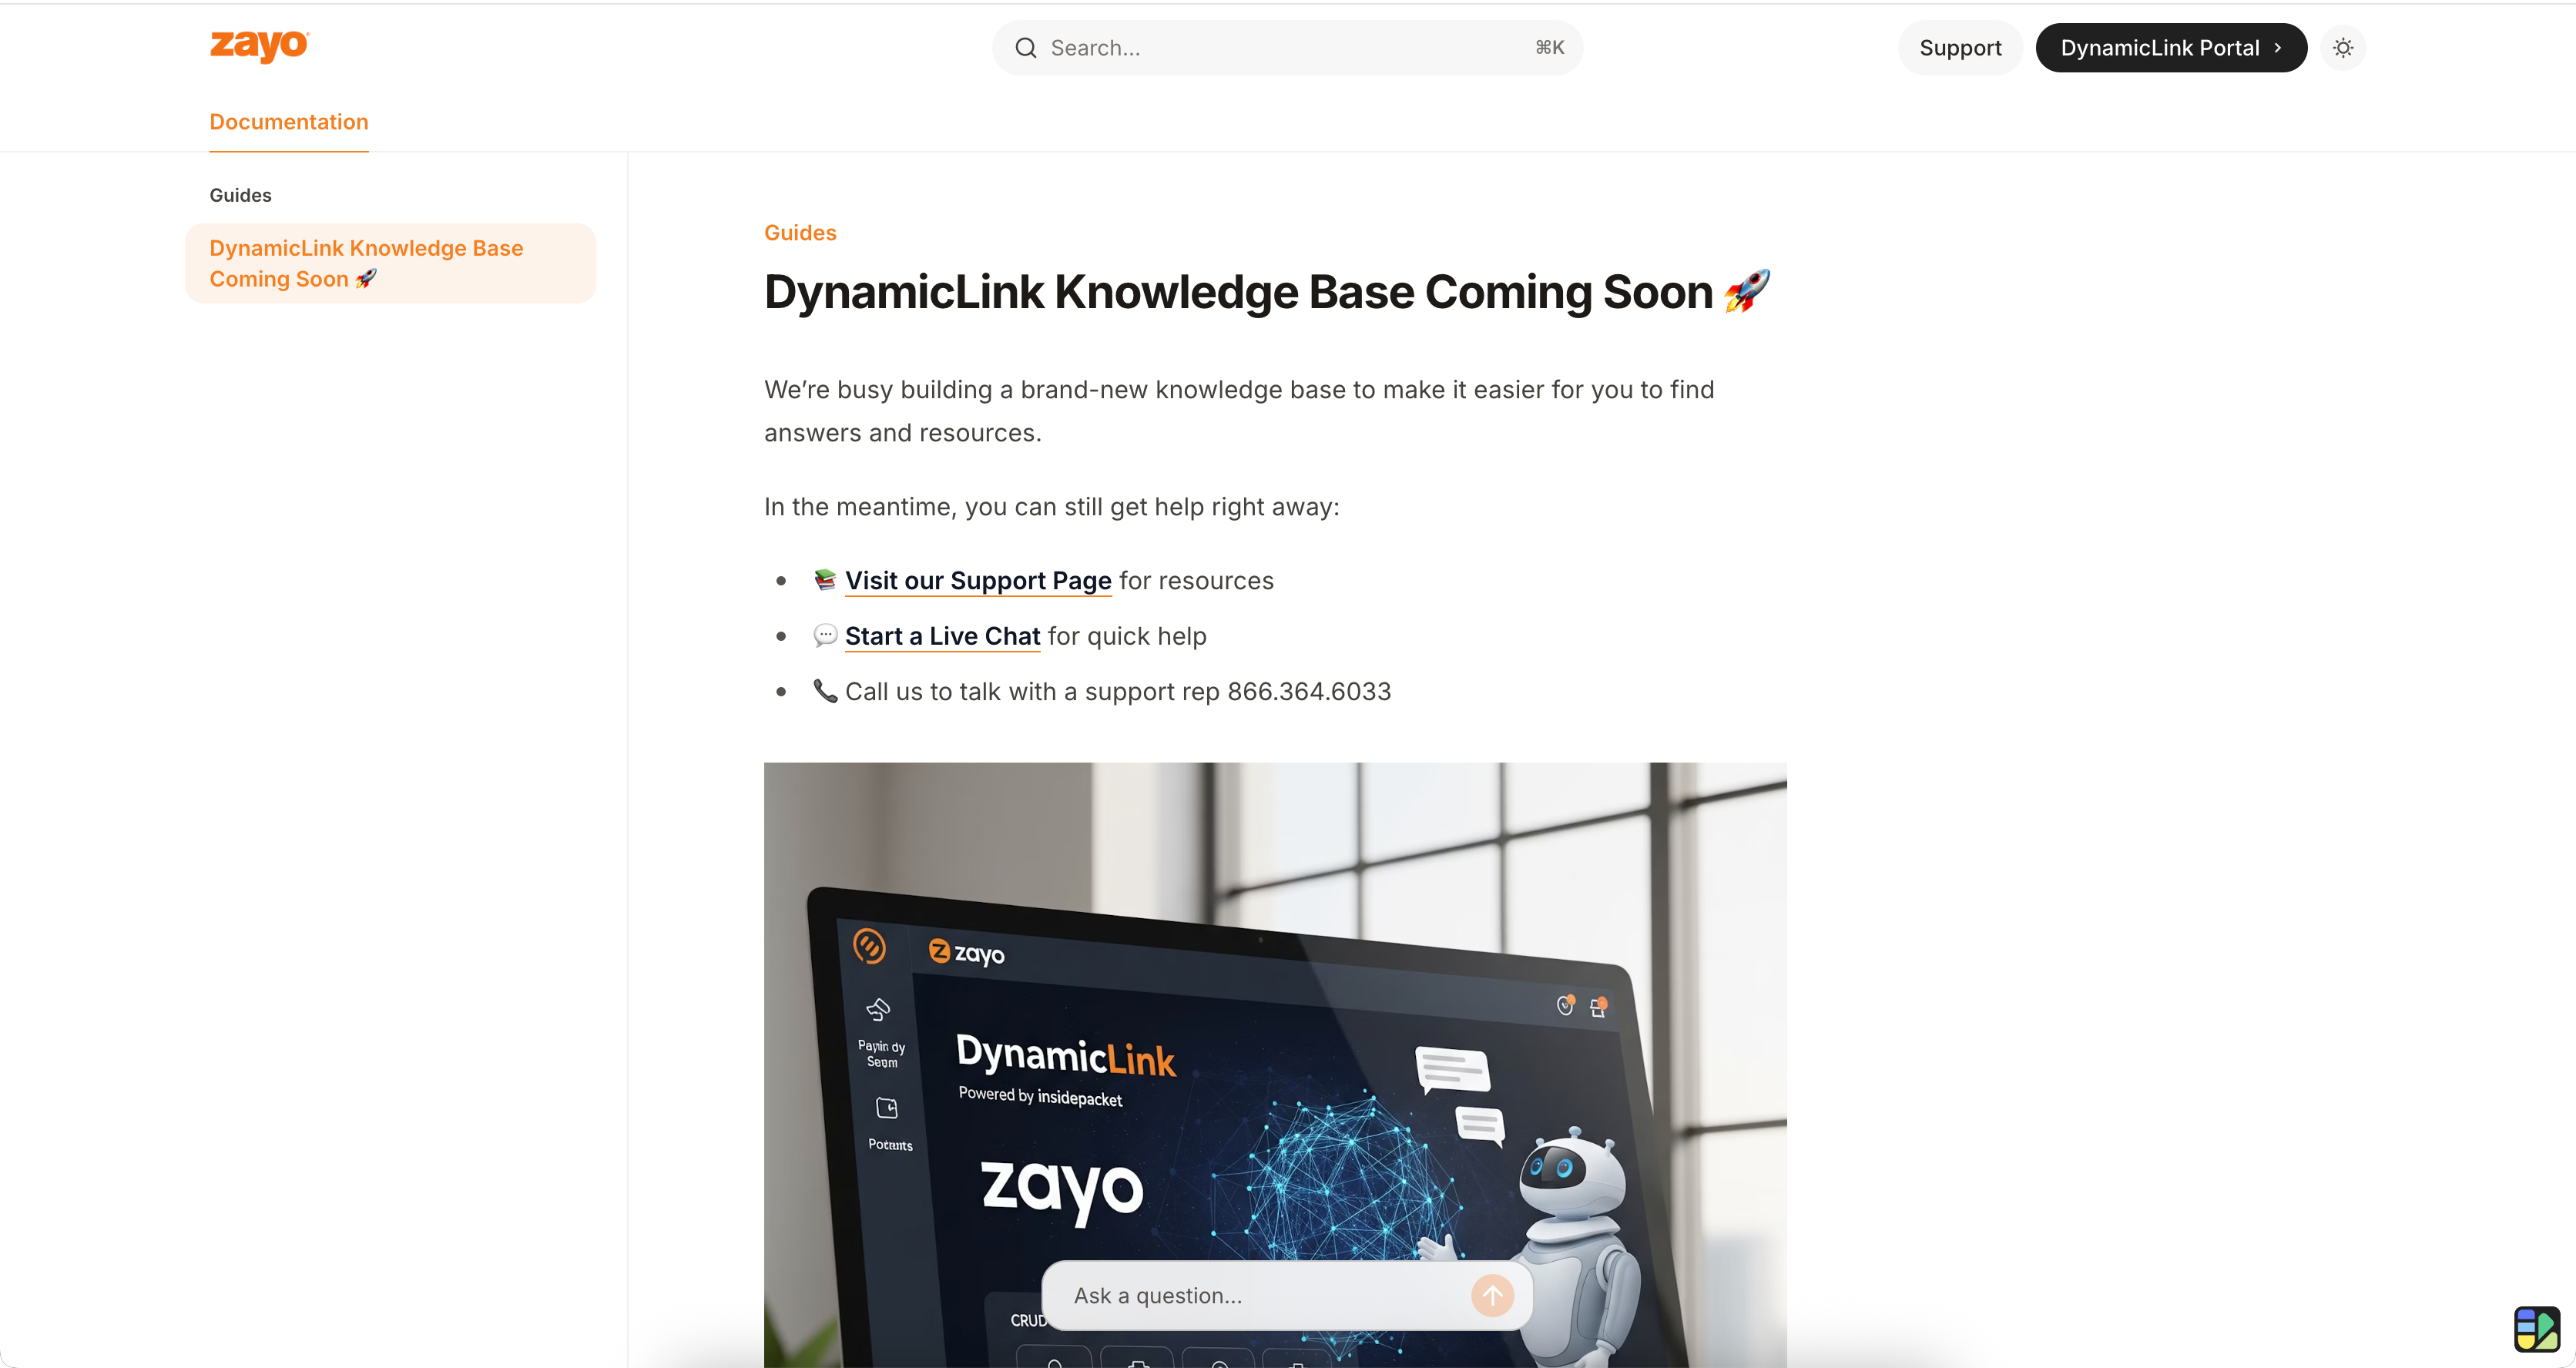 zayo
Search...
⌘K
Support
DynamicLink Portal
Documentation
Guides
DynamicLink Knowledge Base
Coming Soon 🚀
Guides
DynamicLink Knowledge Base Coming Soon 🚀
We’re busy building a brand-new knowledge base to make it easier for you to find
answers and resources.
In the meantime, you can still get help right away:
• 📚 Visit our Support Page for resources
• 💬 Start a Live Chat for quick help
• 📞 Call us to talk with a support rep 866.364.6033
zayo
Payin dy
Seqm
DynamicLink
Powered by insidepacket
Potmnts
zayo
CRUD
Ask a question...